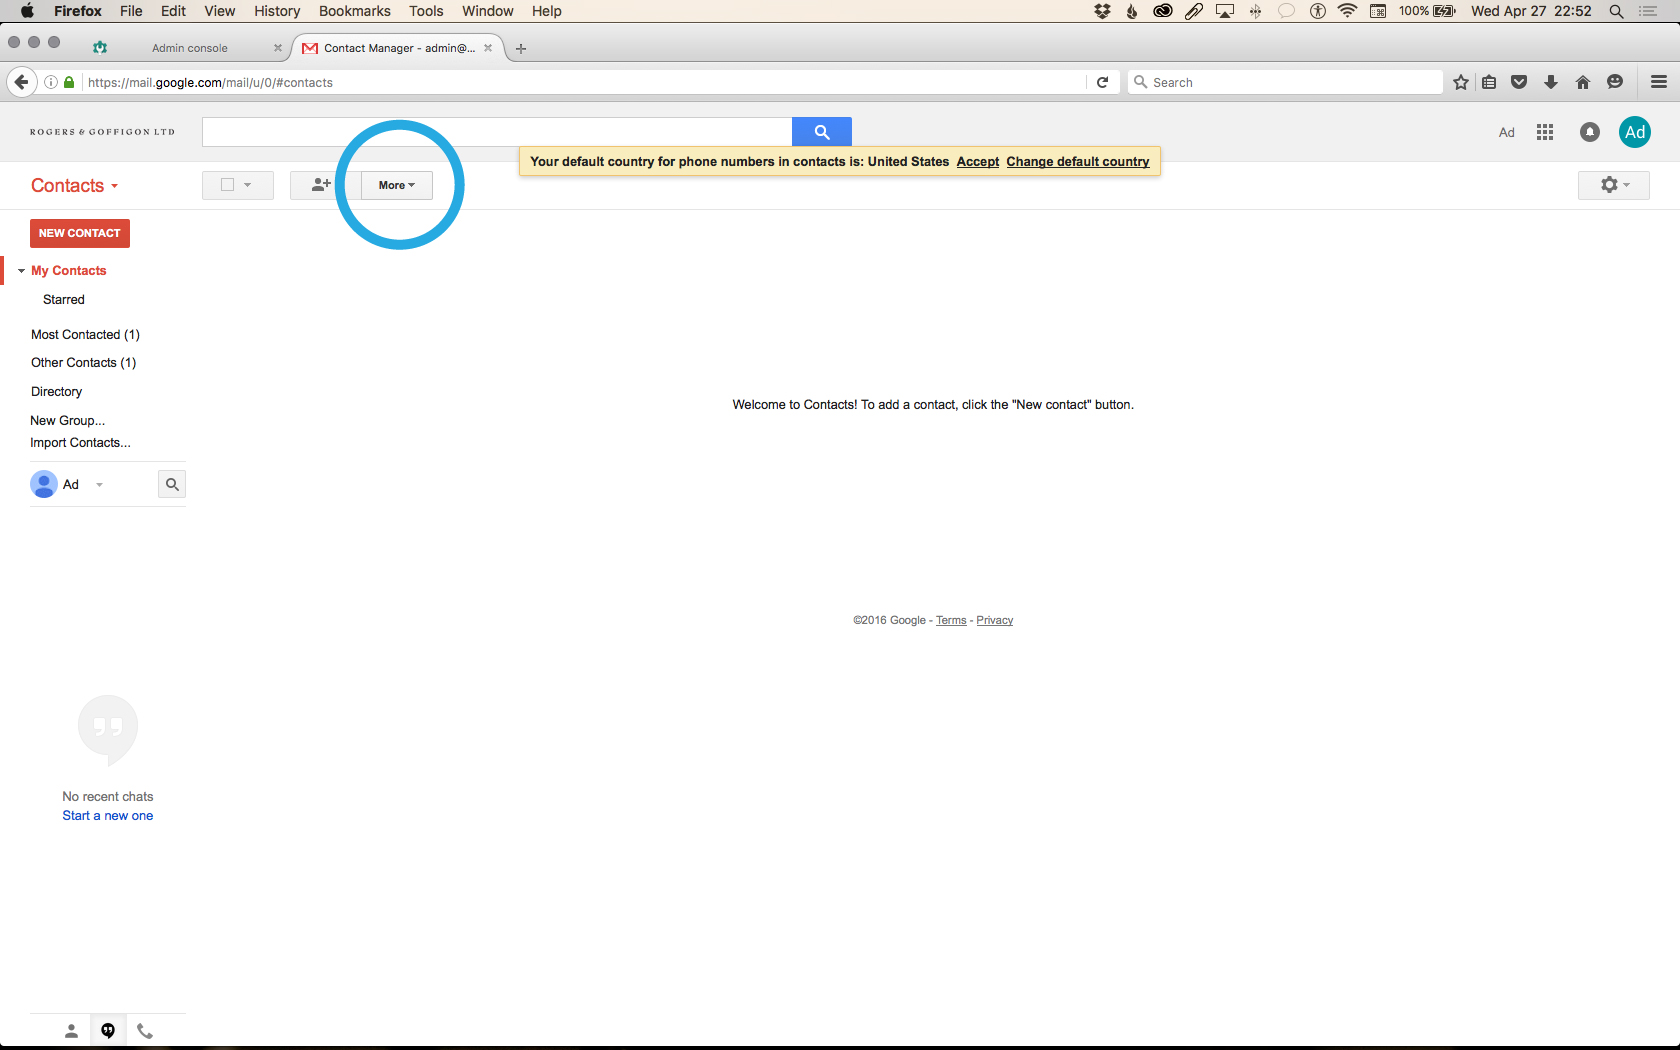 Firefox File Edit View History Bookmarks Tools Window Help 100% Wed Apr 27 22:52
Admin console Contact Manager - admin@...
https://mail.google.com/mail/u/0/#contacts Search
ROGERS & GOFFIGON LTD Ad Ad
Your default country for phone numbers in contacts is: United States Accept Change default country
Contacts More
NEW CONTACT
My Contacts
Starred
Most Contacted (1)
Other Contacts (1)
Directory
Welcome to Contacts! To add a contact, click the "New contact" button.
New Group...
Import Contacts...
Ad
©2016 Google - Terms - Privacy
No recent chats
Start a new one